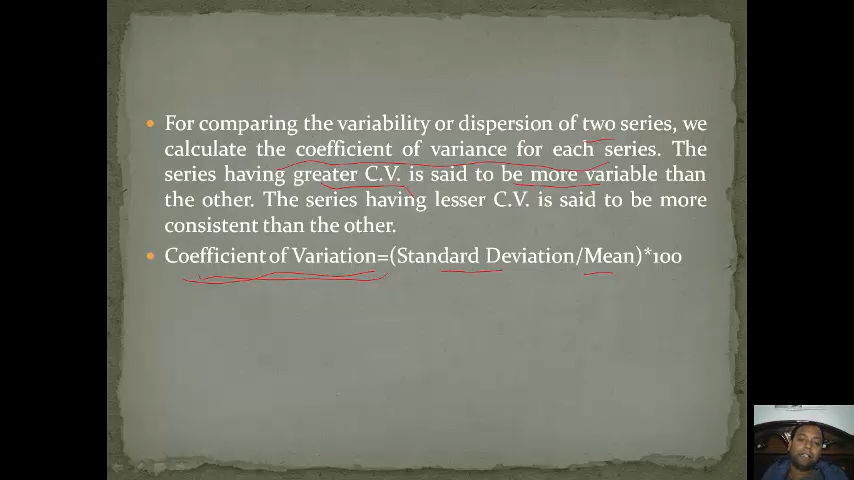 • For comparing the variability or dispersion of two series, we
calculate the coefficient of variance for each series. The
series having greater C.V. is said to be more variable than
the other. The series having lesser C.V. is said to be more
consistent than the other.
• Coefficient of Variation=(Standard Deviation/Mean)*100